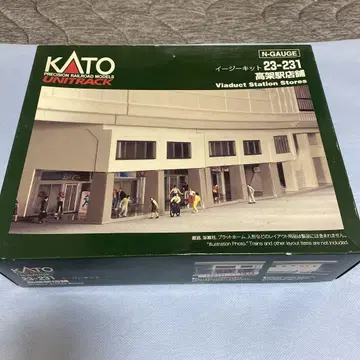 KATO
PRECISION RAILROAD MODELS
UNITRACK
N-GAUGE
イージーキット 23-231
高架駅店舗
Viaduct Station Stores
"Illustration Photo." Trains and other layout items are not included.
23-231